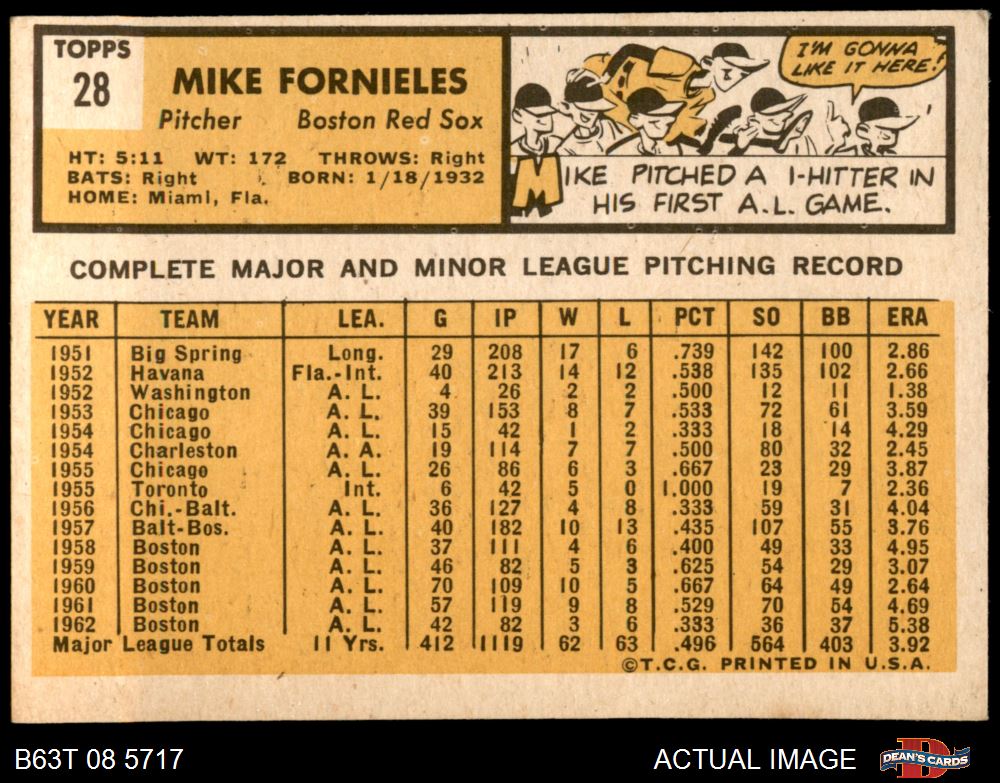 TOPPS
28
MIKE FORNIELES
Pitcher Boston Red Sox
HT: 5:11 WT: 172 THROWS: Right
BATS: Right BORN: 1/18/1932
HOME: Miami, Fla.
I'M GONNA
LIKE IT HERE!
MIKE PITCHED A 1-HITTER IN
HIS FIRST A.L. GAME.
COMPLETE MAJOR AND MINOR LEAGUE PITCHING RECORD
YEAR TEAM LEA. G IP W L PCT SO BB ERA
1951 Big Spring Long. 29 208 17 6 .739 142 100 2.86
1952 Havana Fla.-Int. 40 213 14 12 .538 135 102 2.66
1952 Washington A. L. 4 26 2 2 .500 12 11 1.38
1953 Chicago A. L. 39 153 8 7 .533 72 61 3.59
1954 Chicago A. L. 15 42 1 2 .333 18 14 4.29
1954 Charleston A. A. 19 114 7 7 .500 80 32 2.45
1955 Chicago A. L. 26 86 6 3 .667 23 29 3.87
1955 Toronto Int. 6 42 5 0 1.000 19 7 2.36
1956 Chi.-Balt. A. L. 36 127 4 8 .333 59 31 4.04
1957 Balt-Bos. A. L. 40 182 10 13 .435 107 55 3.76
1958 Boston A. L. 37 111 4 6 .400 49 33 4.95
1959 Boston A. L. 46 82 5 3 .625 54 29 3.07
1960 Boston A. L. 70 109 10 5 .667 64 49 2.64
1961 Boston A. L. 57 119 9 8 .529 70 54 4.69
1962 Boston A. L. 42 82 3 6 .333 36 37 5.38
Major League Totals 11 Yrs. 412 1119 62 63 .496 564 403 3.92
©T.C.G. PRINTED IN U.S.A.
B63T 08 5717 ACTUAL IMAGE DEAN'S CARDS